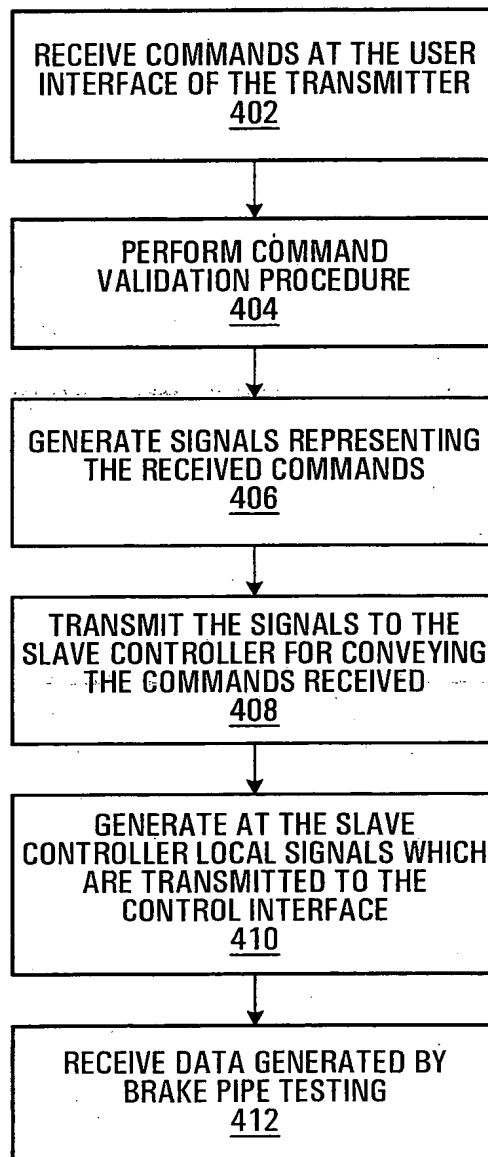 RECEIVE COMMANDS AT THE USER
INTERFACE OF THE TRANSMITTER
402
PERFORM COMMAND
VALIDATION PROCEDURE
404
GENERATE SIGNALS REPRESENTING
THE RECEIVED COMMANDS
406
TRANSMIT THE SIGNALS TO THE
SLAVE CONTROLLER FOR CONVEYING
THE COMMANDS RECEIVED
408
GENERATE AT THE SLAVE
CONTROLLER LOCAL SIGNALS WHICH
ARE TRANSMITTED TO THE
CONTROL INTERFACE
410
RECEIVE DATA GENERATED BY
BRAKE PIPE TESTING
412